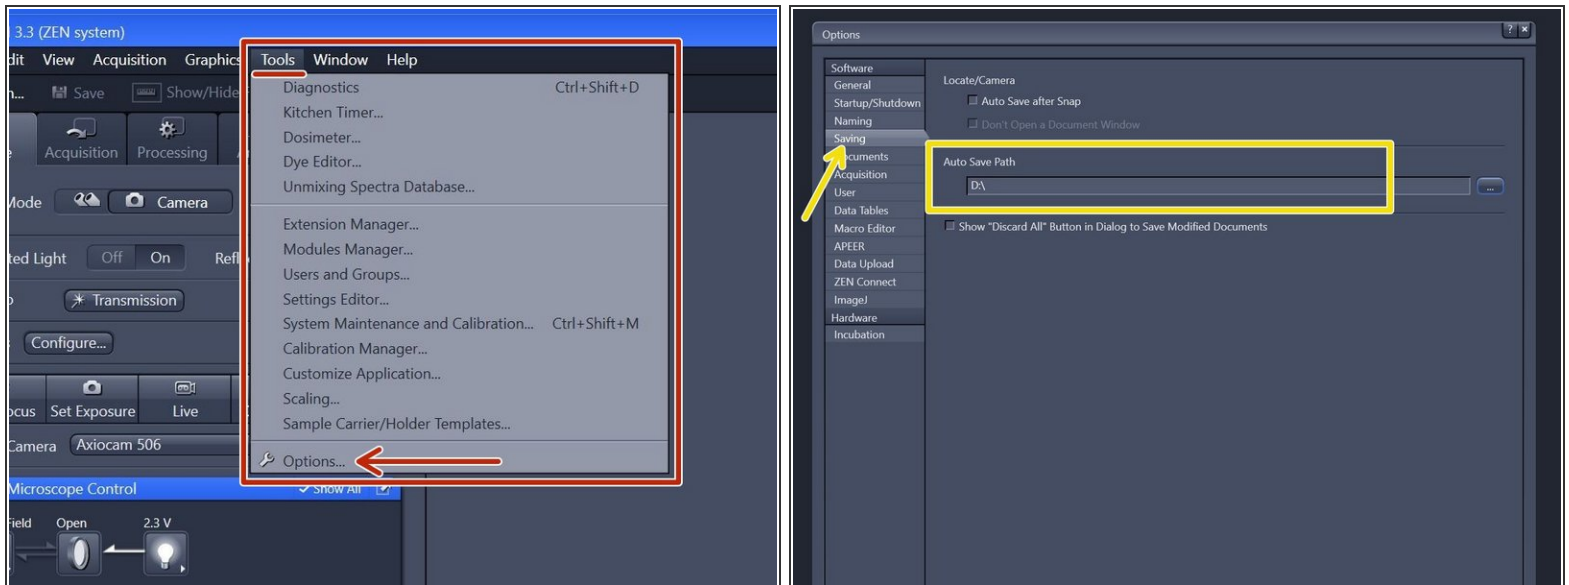 3.3 (ZEN system)
dit View Acquisition Graphics Tools Window Help
n... Save Show/Hide
Acquisition Processing
Mode Camera
ted Light Off On Refl
Transmission
Configure...
ocus Set Exposure Live
Camera Axiocam 506
Microscope Control Show All
Field Open 2.3 V
Diagnostics Ctrl+Shift+D
Kitchen Timer...
Dosimeter...
Dye Editor...
Unmixing Spectra Database...
Extension Manager...
Modules Manager...
Users and Groups...
Settings Editor...
System Maintenance and Calibration... Ctrl+Shift+M
Calibration Manager...
Customize Application...
Scaling...
Sample Carrier/Holder Templates...
Options...
Options ? x
Software
General
Startup/Shutdown
Naming
Saving
ocuments
Acquisition
User
Data Tables
Macro Editor
APEER
Data Upload
ZEN Connect
ImageJ
Hardware
Incubation
Locate/Camera
Auto Save after Snap
Don't Open a Document Window
Auto Save Path
D:\
...
Show "Discard All" Button in Dialog to Save Modified Documents